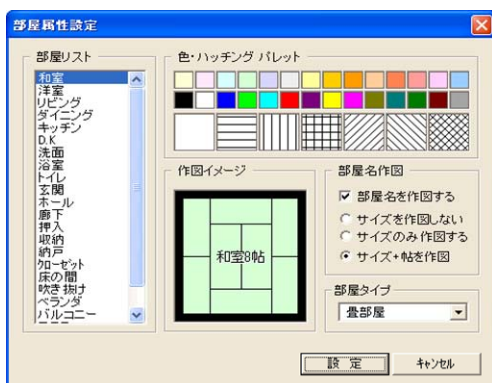 部屋属性設定
部屋リスト
和室
洋室
リビング
ダイニング
キッチン
D.K
洗面
浴室
トイレ
玄関
ホール
廊下
押入
収納
納戸
クローゼット
床の間
吹き抜け
ベランダ
バルコニー
色・ハッチング パレット
作図イメージ
和室8帖
部屋名作図
部屋名を作図する
サイズを作図しない
サイズのみ作図する
サイズ+帖を作図
部屋タイプ
畳部屋
設 定
キャンセル